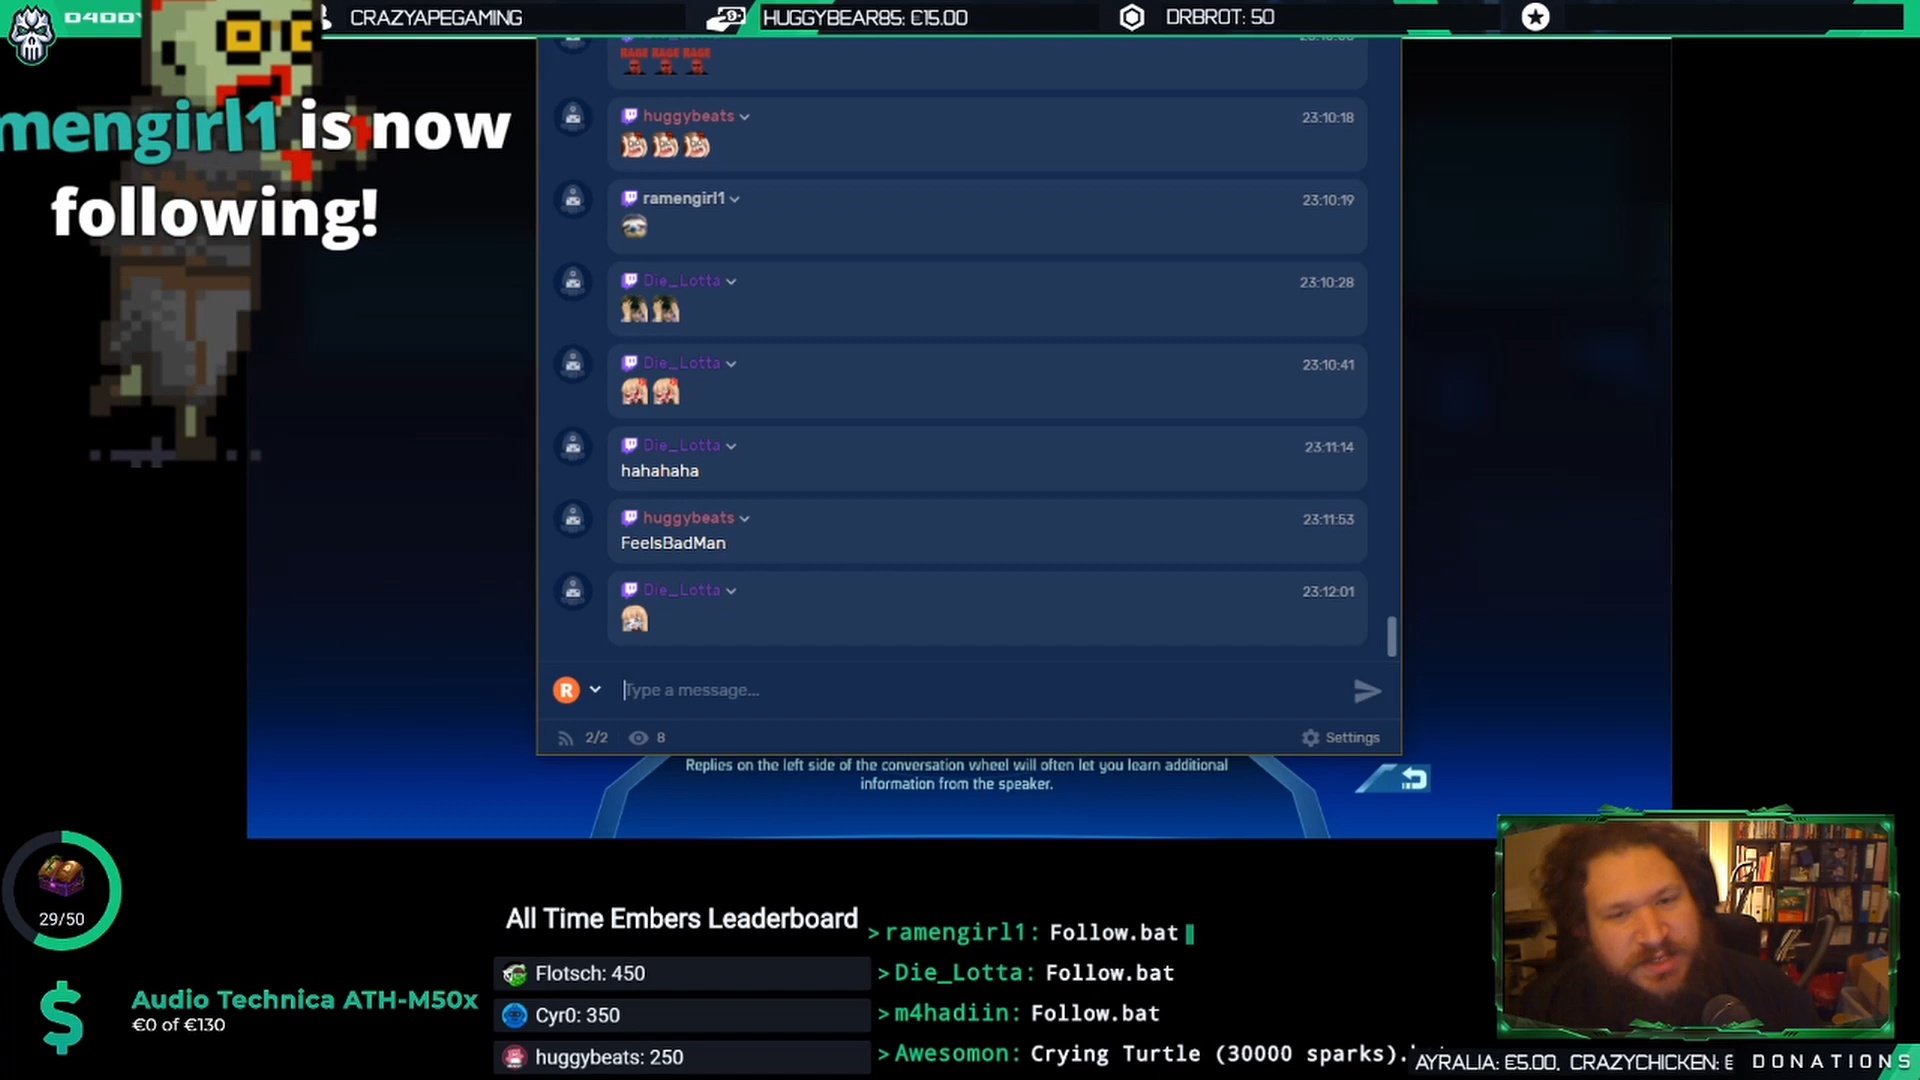 CRAZYAPEGAMING
HUGGYBEAR85: €15.00
DRBROT: 50
mengirl1 is now
following!
RAGE RAGE RAGE
huggybeats
23:10:18
ramengirl1
23:10:19
Die_Lotta
23:10:28
Die_Lotta
23:10:41
Die_Lotta
23:11:14
hahahaha
huggybeats
23:11:53
FeelsBadMan
Die_Lotta
23:12:01
R
Type a message...
2/2
8
Settings
Replies on the left side of the conversation wheel will often let you learn additional
information from the speaker.
29/50
Audio Technica ATH-M50x
€0 of €130
All Time Embers Leaderboard
Flotsch: 450
Cyr0: 350
huggybeats: 250
>ramengirl1: Follow.bat
>Die_Lotta: Follow.bat
>m4hadiin: Follow.bat
>Awesomon: Crying Turtle (30000 sparks).
AYRALIA: €5.00, CRAZYCHICKEN: €
DONATIONS